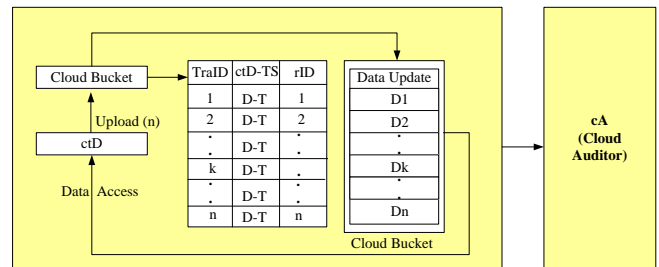 Cloud Bucket
Upload (n)
ctD
Data Access
TraID ctD-TS rID
1 D-T 1
2 D-T 2
. D-T .
. D-T .
k D-T .
. D-T .
. D-T .
n D-T n
Data Update
D1
D2
.
.
Dk
.
.
Dn
Cloud Bucket
cA
(Cloud
Auditor)